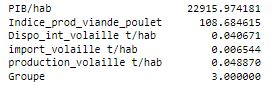 PIB/hab 22915.974181
Indice_prod_viande_poulet 108.684615
Dispo_int_volaille t/hab 0.040671
import_volaille t/hab 0.006544
production_volaille t/hab 0.048870
Groupe 3.000000